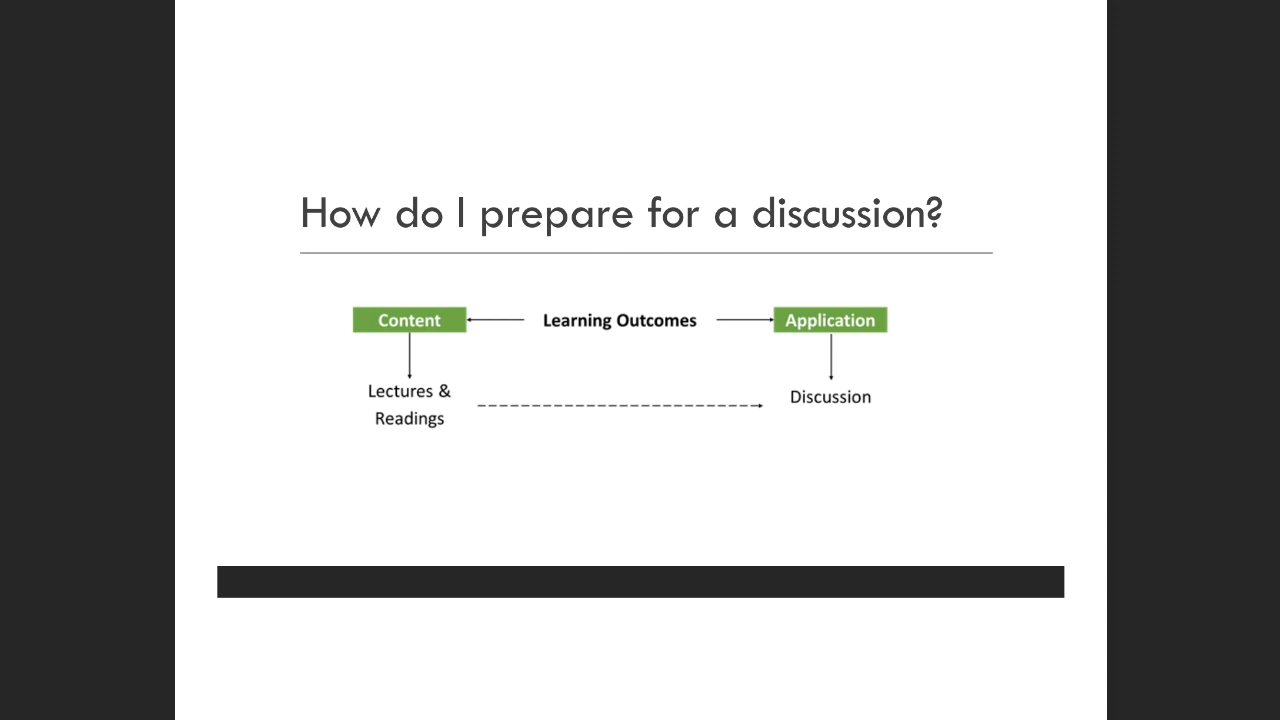 How do I prepare for a discussion?
Content
Learning Outcomes
Application
Lectures &
Readings
Discussion